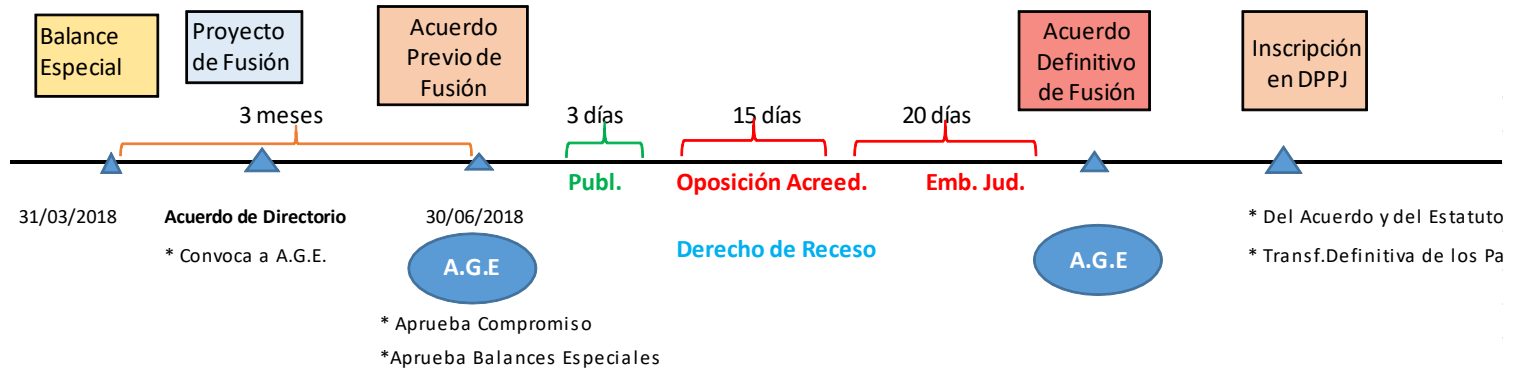 Balance
Especial
Proyecto
de Fusión
Acuerdo
Previo de
Fusión
Acuerdo
Definitivo
de Fusión
Inscripción
en DPPJ
3 meses
3 días
15 días
20 días
Publ.
Oposición Acreed.
Emb. Jud.
31/03/2018
Acuerdo de Directorio
30/06/2018
* Del Acuerdo y del Estatuto
* Convoca a A.G.E.
A.G.E
Derecho de Receso
A.G.E
* Transf.Definitiva de los Pa
* Aprueba Compromiso
*Aprueba Balances Especiales